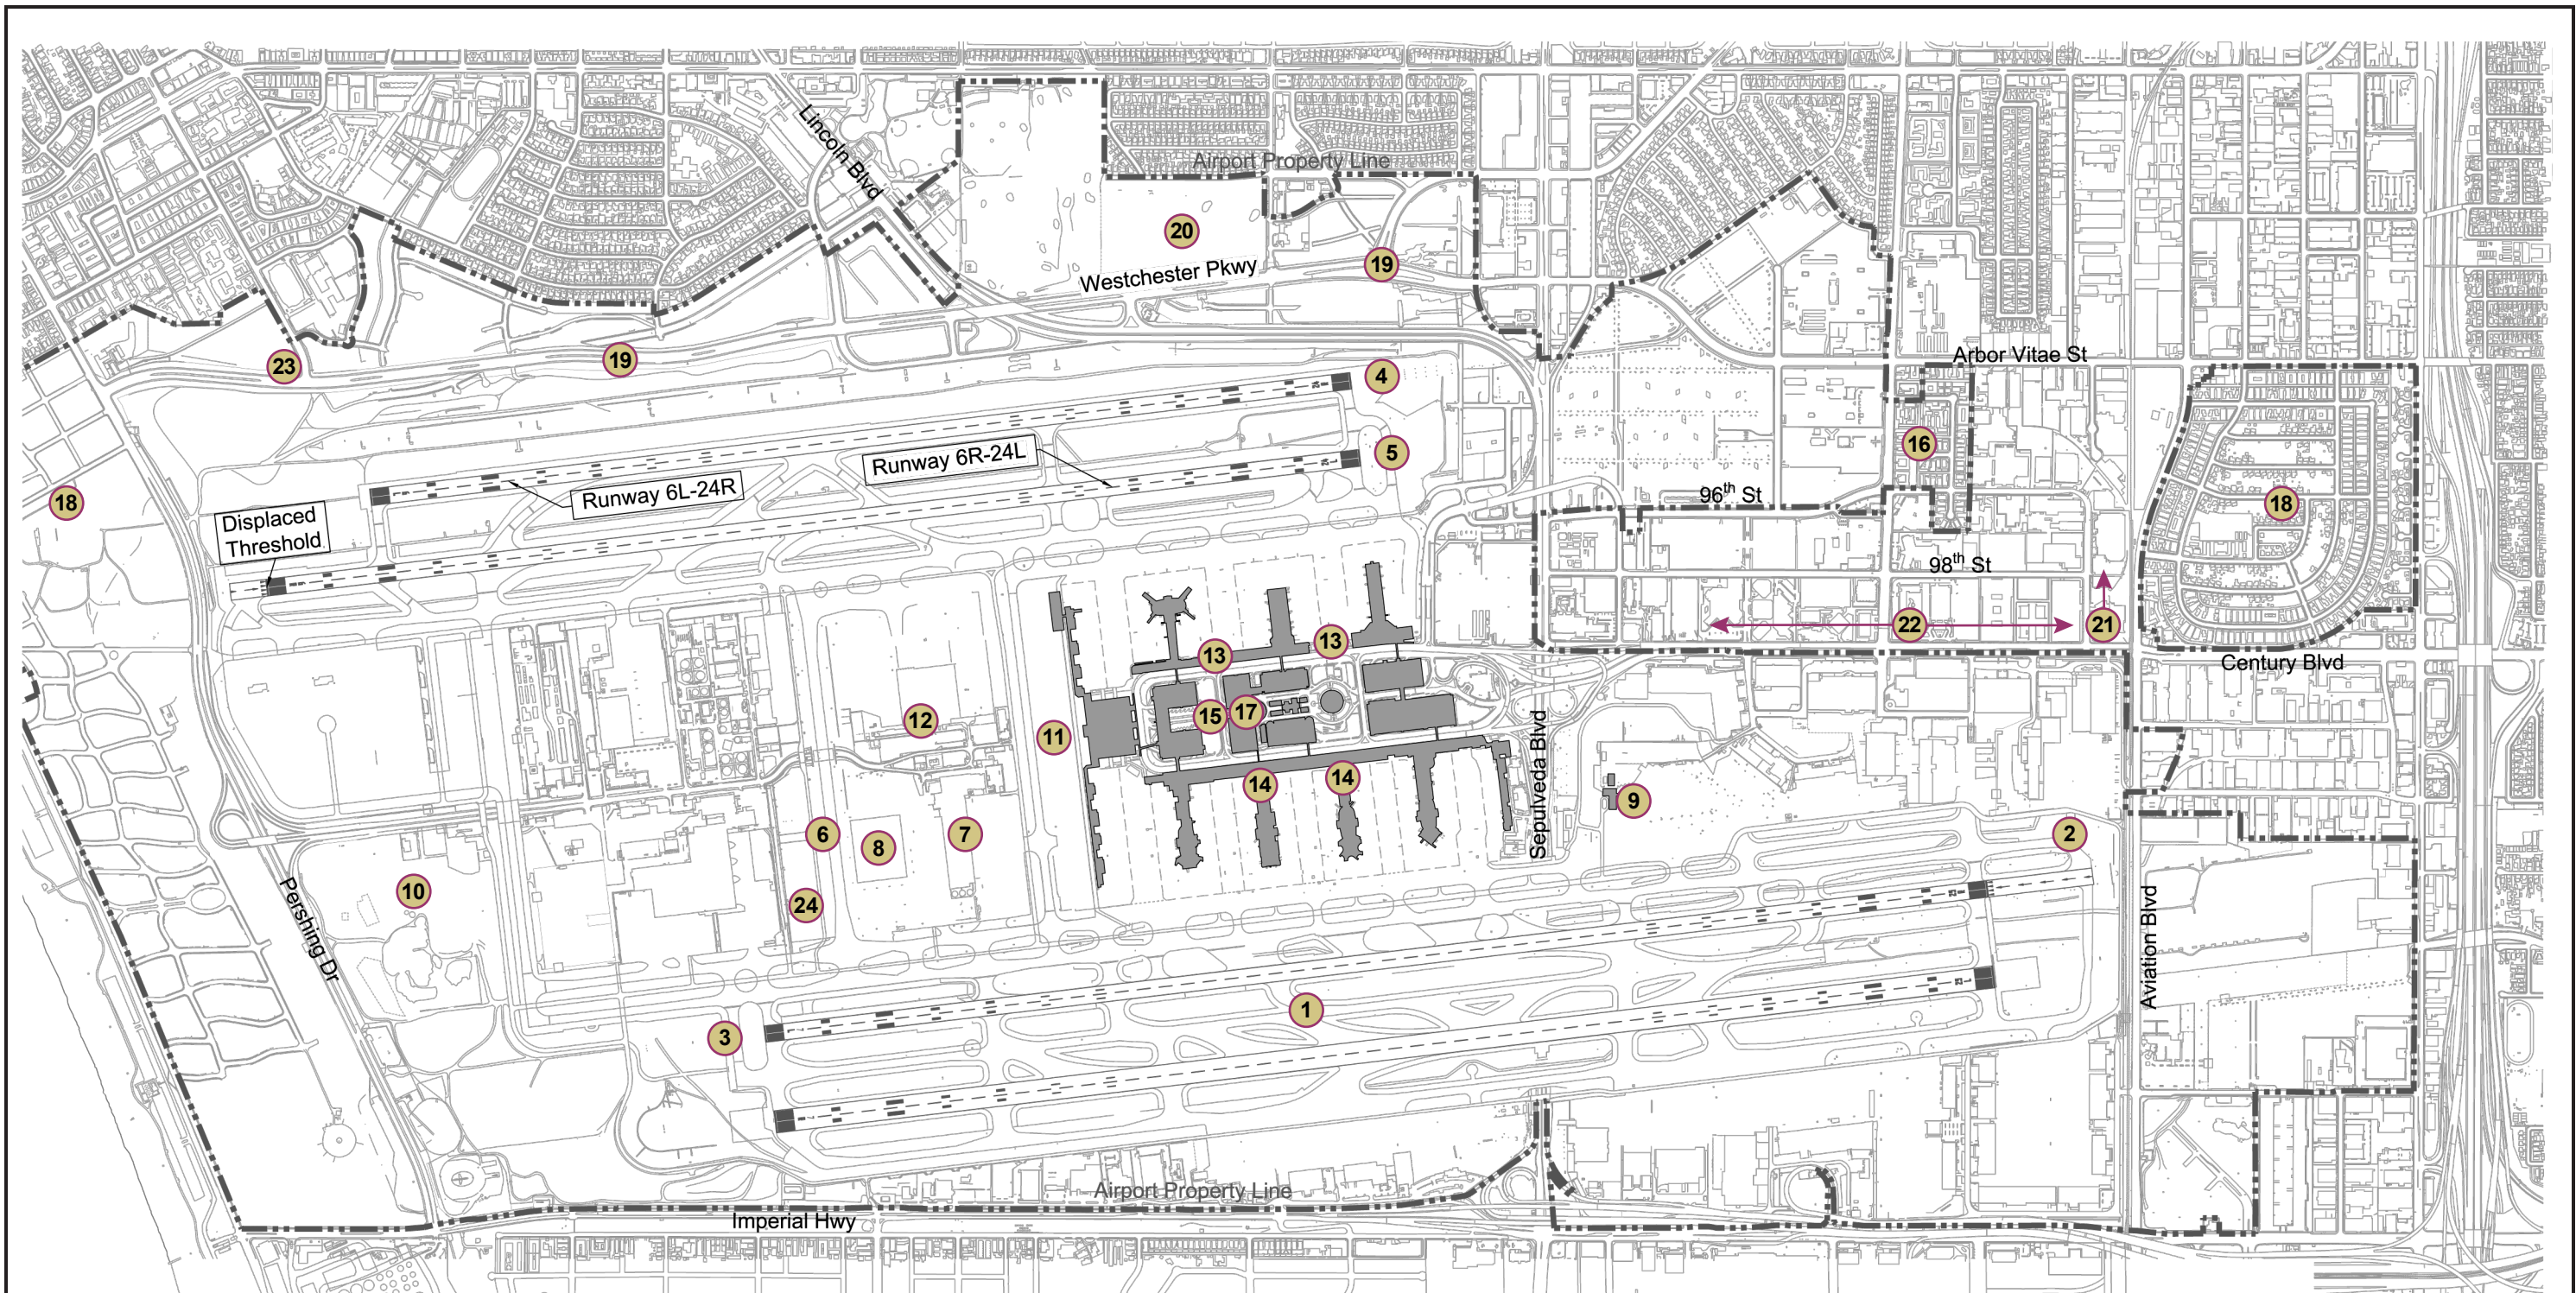 Lincoln Blvd
Airport Property Line
20
Westchester Pkwy
19
23
19
4
Arbor Vitae St
5
16
Runway 6R-24L
Runway 6L-24R
18
96th St
18
Displaced
Threshold
98th St
22
21
13
13
Century Blvd
15
17
12
11
Sepulveda Blvd
14
14
9
6
8
7
2
10
24
Pershing Dr
Aviation Blvd
1
3
Airport Property Line
Imperial Hwy